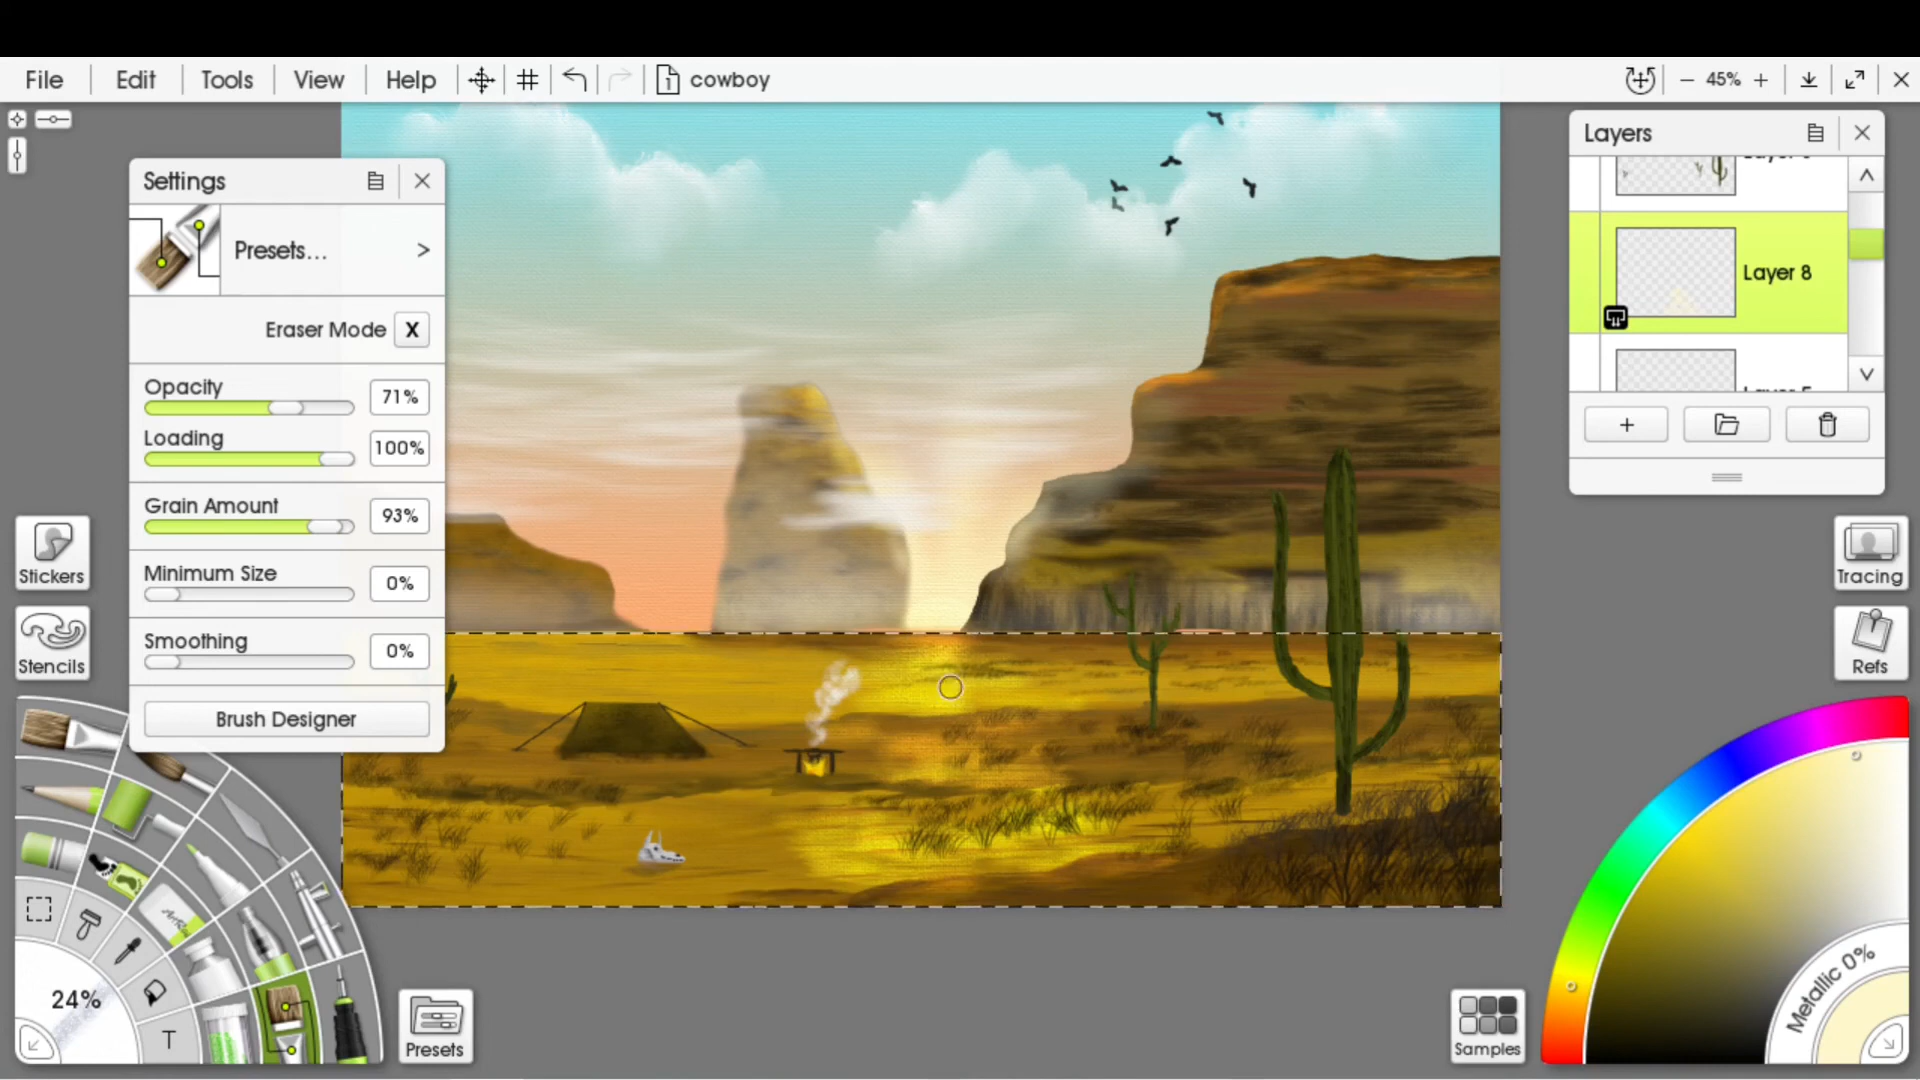 File Edit Tools View Help cowboy 45%
Settings
Presets... >
Eraser Mode X
Opacity 71%
Loading 100%
Grain Amount 93%
Minimum Size 0%
Smoothing 0%
Brush Designer
Stickers
Stencils
24%
T
Presets
Layers
Layer 8
Tracing
Refs
Samples
Metallic 0%